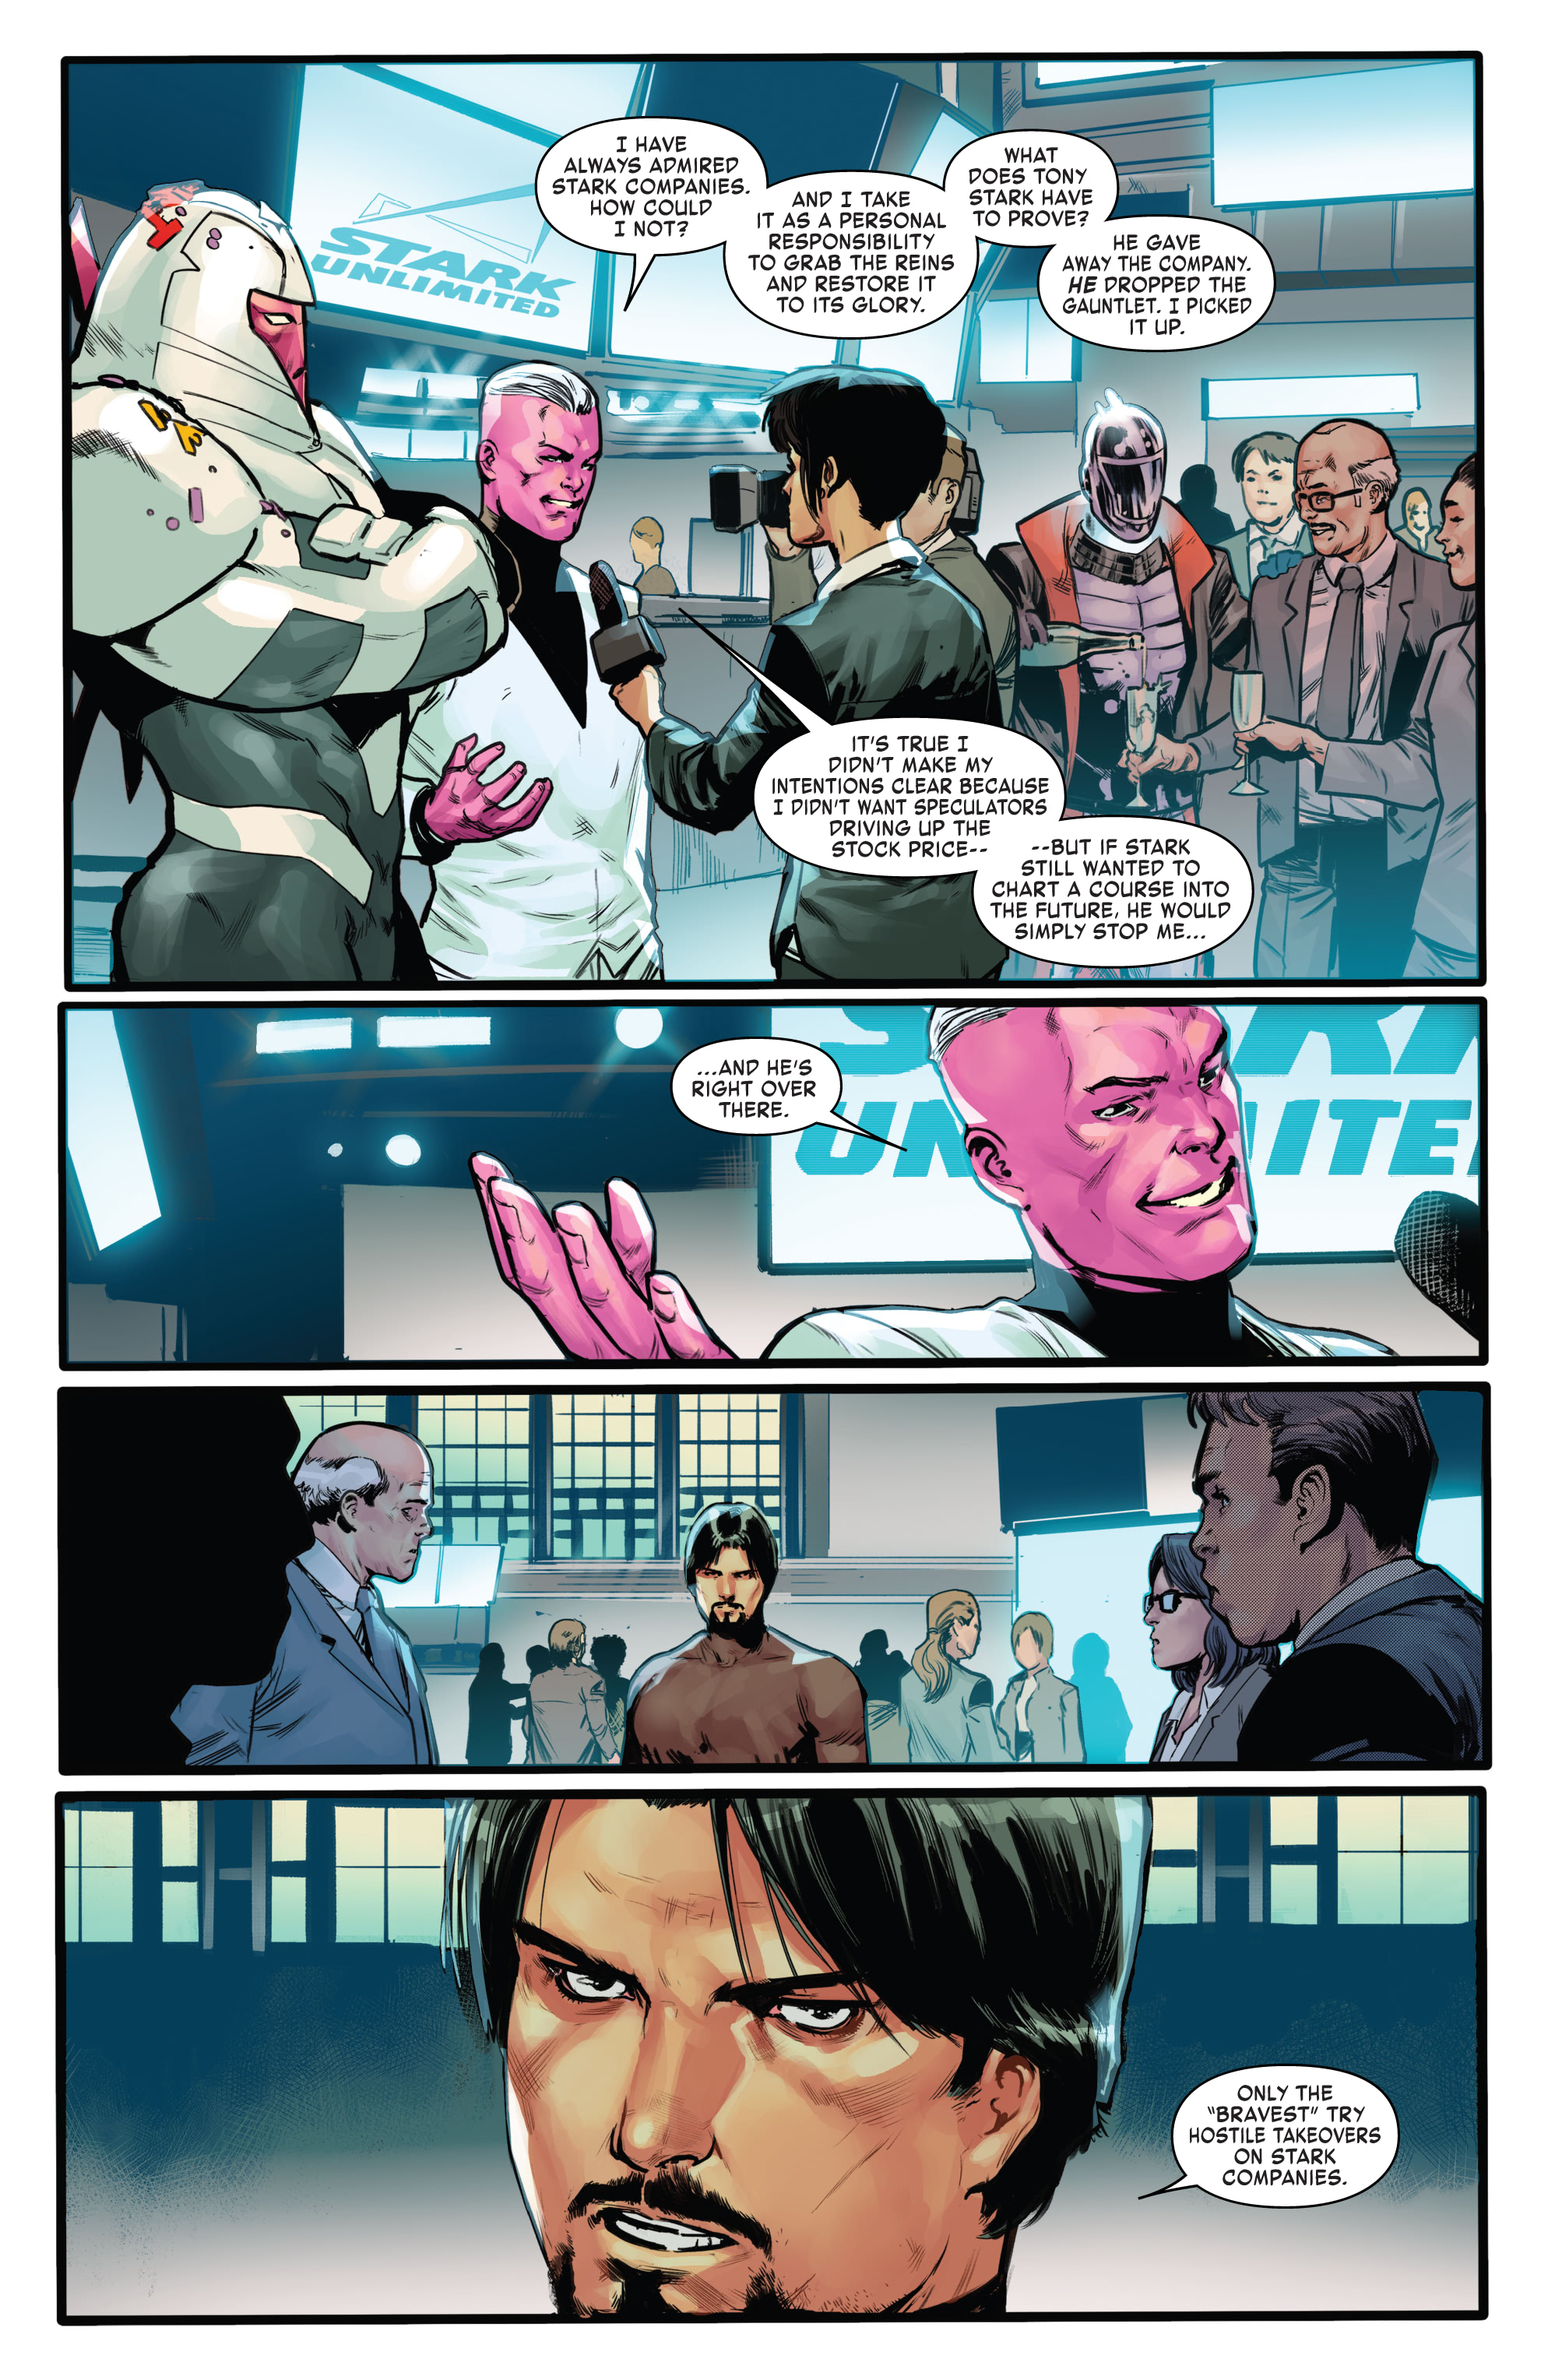 STARK
UNLIMITED
I HAVE
ALWAYS ADMIRED
STARK COMPANIES.
HOW COULD
I NOT?
AND I TAKE
IT AS A PERSONAL
RESPONSIBILITY
TO GRAB THE REINS
AND RESTORE IT
TO ITS GLORY.
WHAT
DOES TONY
STARK HAVE
TO PROVE?
HE GAVE
AWAY THE COMPANY.
HE DROPPED THE
GAUNTLET. I PICKED
IT UP.
IT'S TRUE I
DIDN'T MAKE MY
INTENTIONS CLEAR BECAUSE
I DIDN'T WANT SPECULATORS
DRIVING UP THE
STOCK PRICE--
--BUT IF STARK
STILL WANTED TO
CHART A COURSE INTO
THE FUTURE, HE WOULD
SIMPLY STOP ME...
...AND HE'S
RIGHT OVER
THERE.
ONLY THE
"BRAVEST" TRY
HOSTILE TAKEOVERS
ON STARK
COMPANIES.